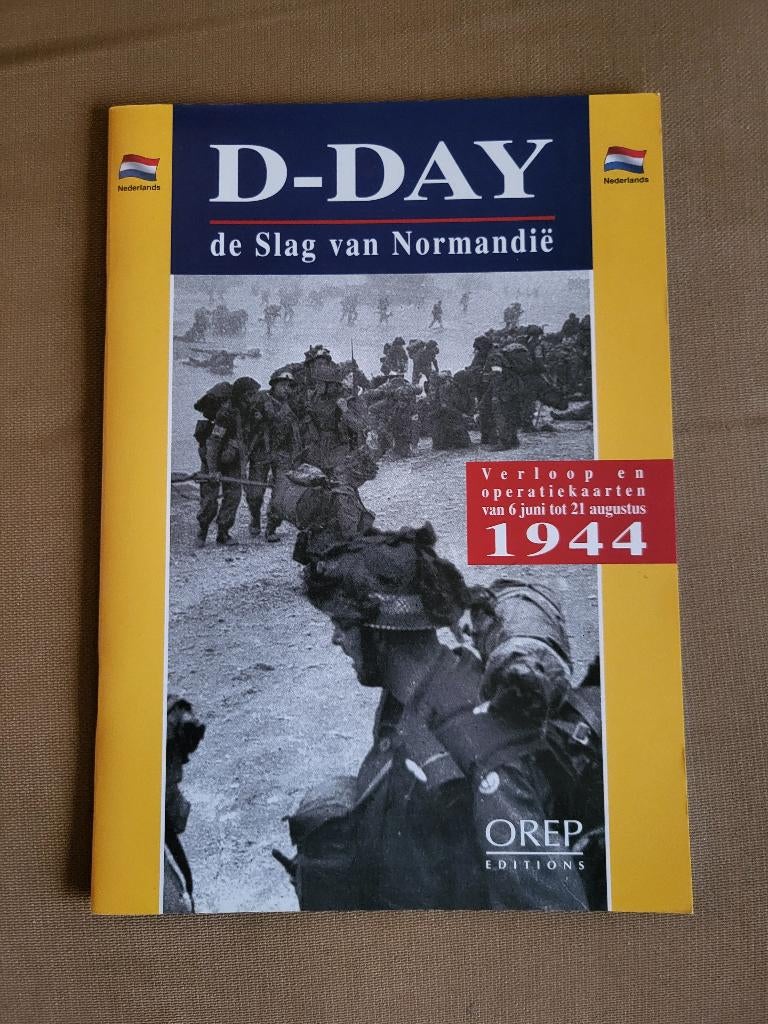 D-DAY
de Slag van Normandië
Nederlands
Nederlands
Verloop en
operatiekaarten
van 6 juni tot 21 augustus
1944
OREP
EDITIONS